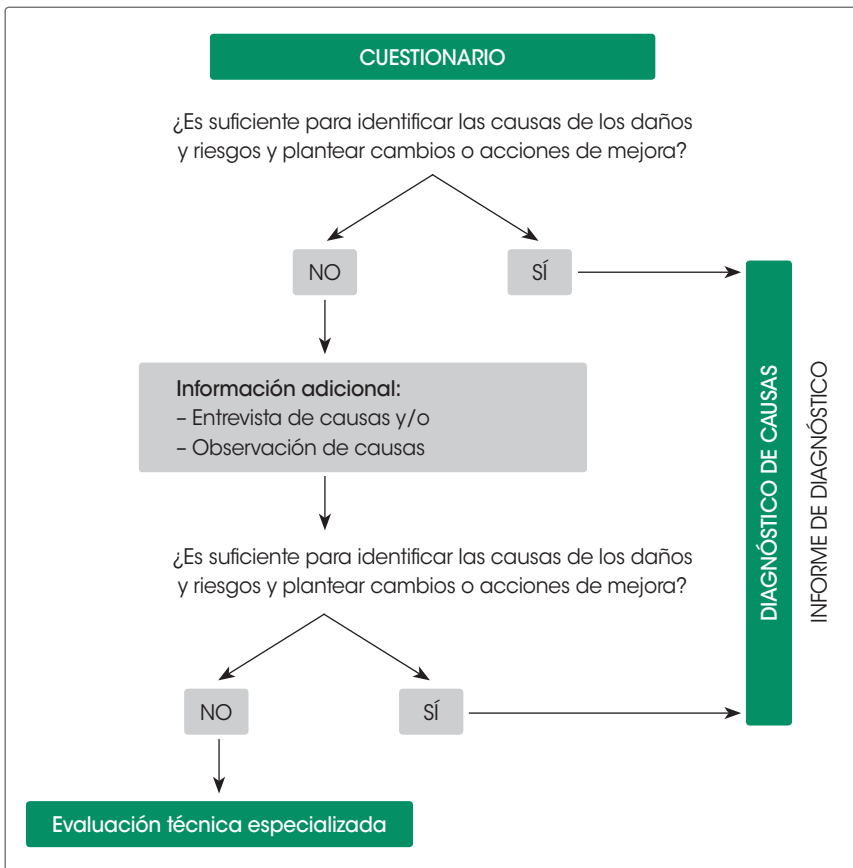 CUESTIONARIO
¿Es suficiente para identificar las causas de los daños
y riesgos y plantear cambios o acciones de mejora?
NO
SÍ
Información adicional:
– Entrevista de causas y/o
– Observación de causas
¿Es suficiente para identificar las causas de los daños
y riesgos y plantear cambios o acciones de mejora?
NO
SÍ
Evaluación técnica especializada
DIAGNÓSTICO DE CAUSAS
INFORME DE DIAGNÓSTICO